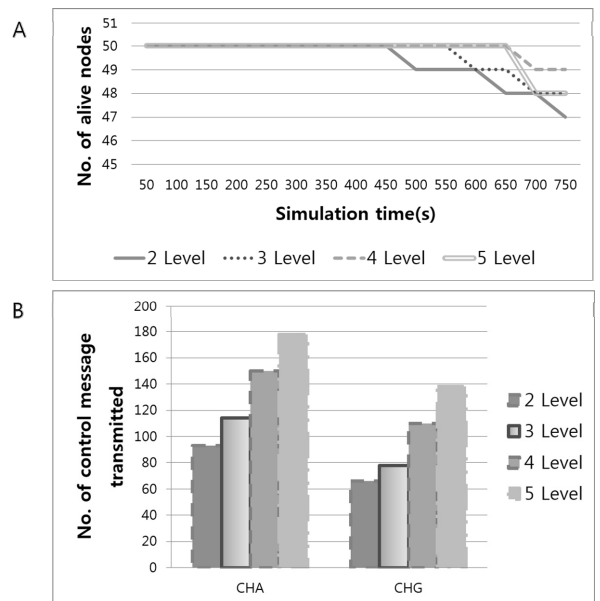 A
No. of alive nodes
51
50
49
48
47
46
45
50 100 150 200 250 300 350 400 450 500 550 600 650 700 750
Simulation time(s)
2 Level 3 Level 4 Level 5 Level
B
No. of control message
transmitted
200
180
160
140
120
100
80
60
40
20
0
CHA CHG
2 Level
3 Level
4 Level
5 Level